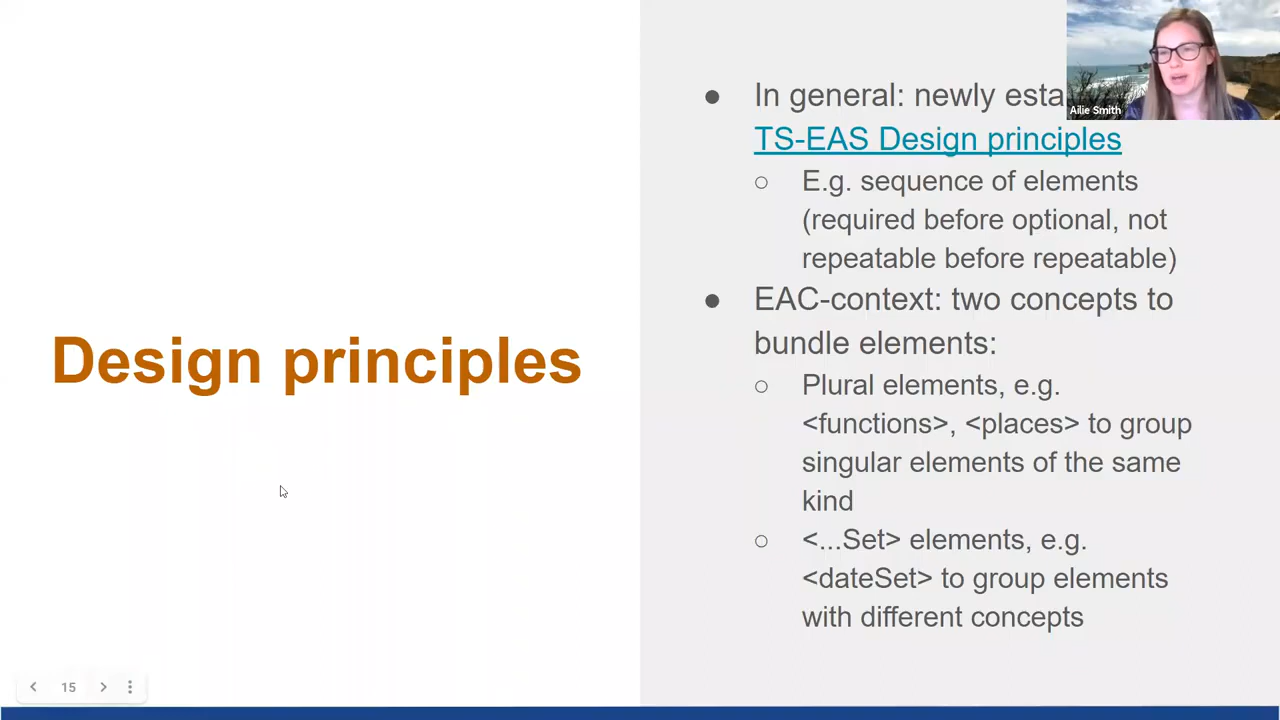 Design principles
● In general: newly esta
TS-EAS Design principles
○ E.g. sequence of elements
(required before optional, not
repeatable before repeatable)
● EAC-context: two concepts to
bundle elements:
○ Plural elements, e.g.
<functions>, <places> to group
singular elements of the same
kind
○ <...Set> elements, e.g.
<dateSet> to group elements
with different concepts
Ailie Smith
15